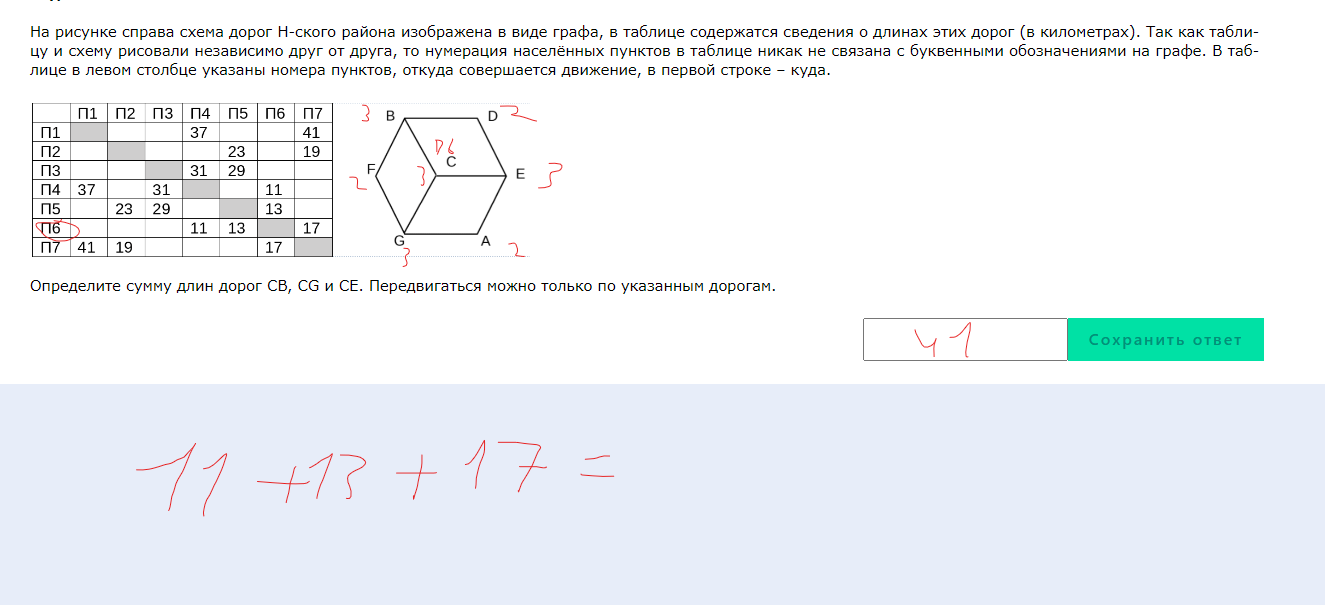 На рисунке справа схема дорог Н-ского района изображена в виде графа, в таблице содержатся сведения о длинах этих дорог (в километрах). Так как табли-
цу и схему рисовали независимо друг от друга, то нумерация населённых пунктов в таблице никак не связана с буквенными обозначениями на графе. В таб-
лице в левом столбце указаны номера пунктов, откуда совершается движение, в первой строке – куда.
П1 П2 П3 П4 П5 П6 П7
П1 37 41
П2 23 19
П3 31 29
П4 37 31 11
П5 23 29 13
П6 11 13 17
П7 41 19 17
3 B D 2
П6
C
F 3 E 3
2
G A 2
3
Определите сумму длин дорог CB, CG и CE. Передвигаться можно только по указанным дорогам.
41 Сохранить ответ
11 + 13 + 17 =